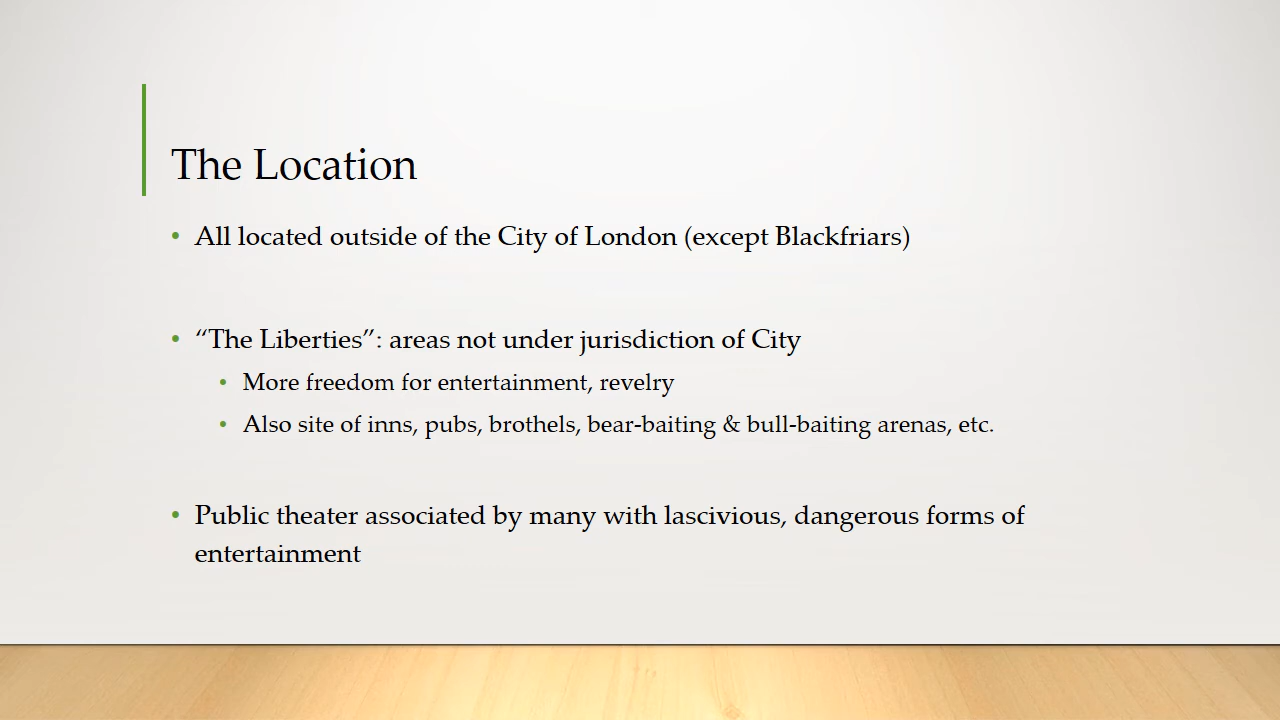 The Location
• All located outside of the City of London (except Blackfriars)
• “The Liberties”: areas not under jurisdiction of City
• More freedom for entertainment, revelry
• Also site of inns, pubs, brothels, bear-baiting & bull-baiting arenas, etc.
• Public theater associated by many with lascivious, dangerous forms of
entertainment